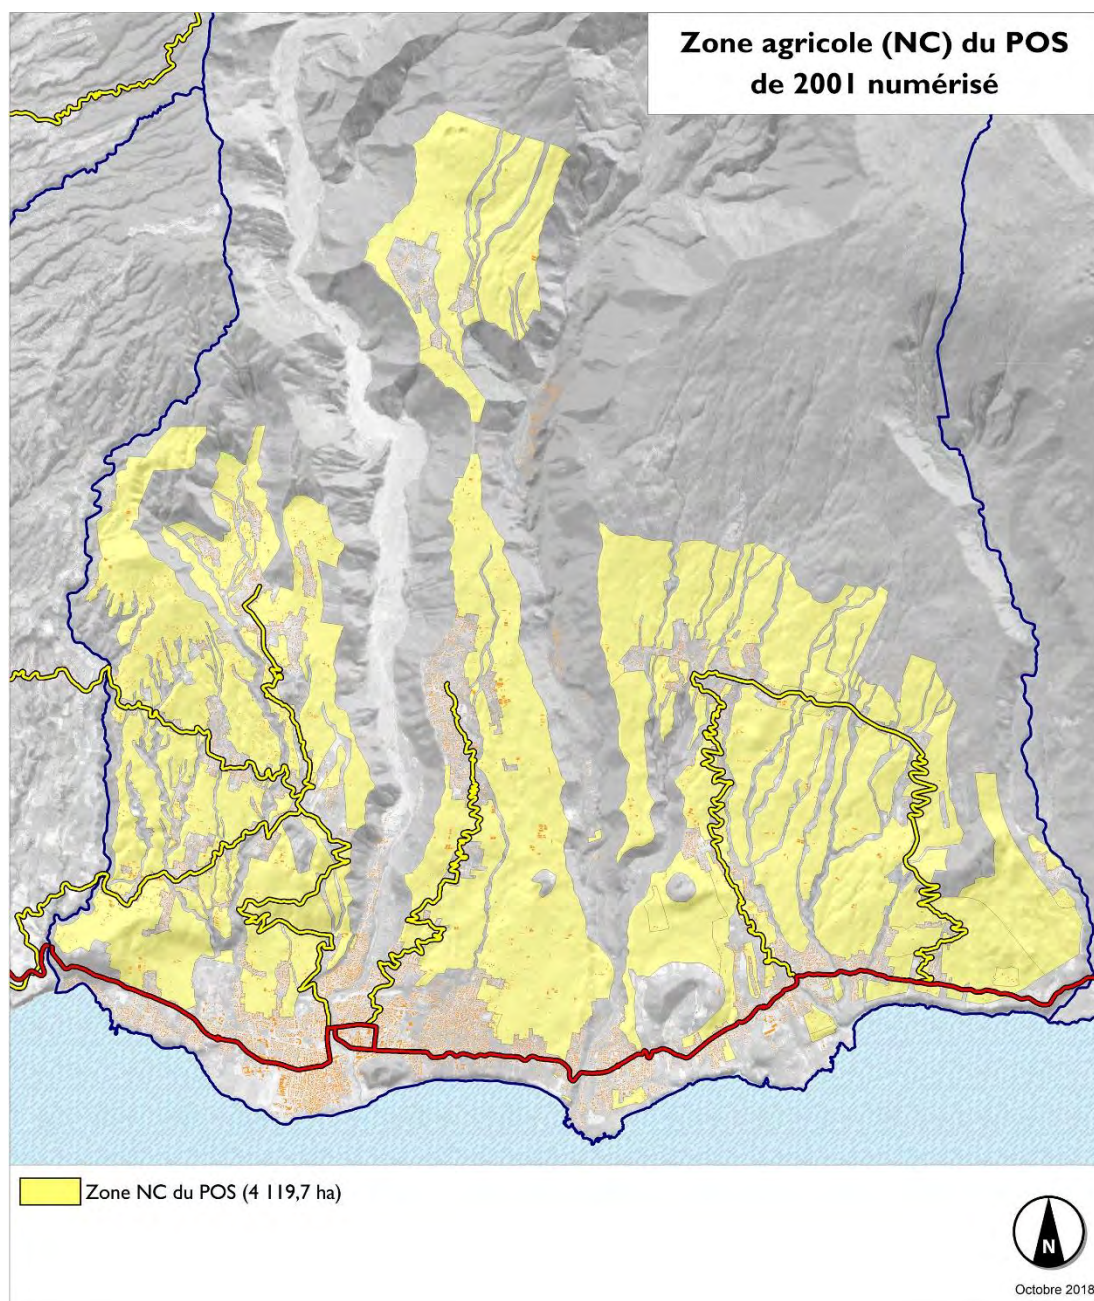 Zone agricole (NC) du POS
de 2001 numérisé
Zone NC du POS (4 119,7 ha)
N
Octobre 2018